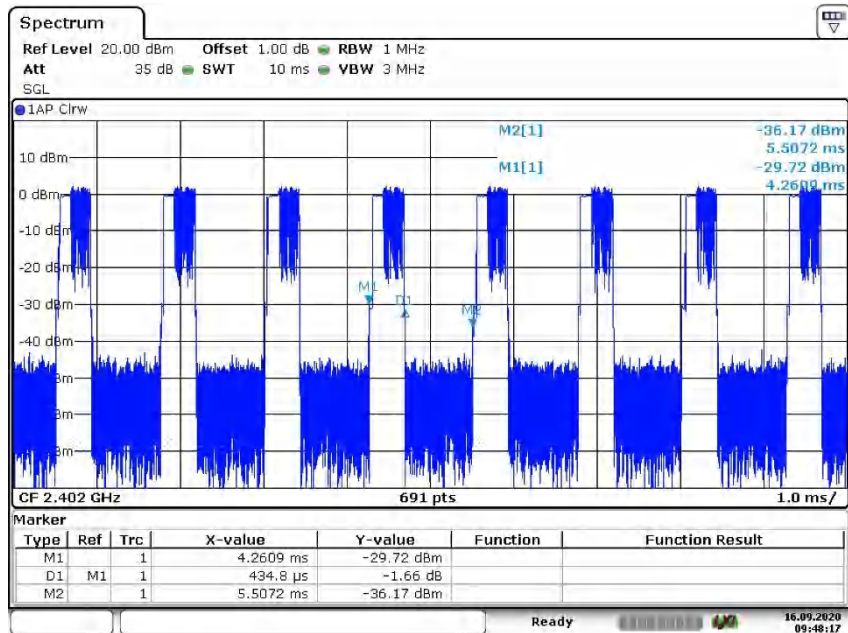 Spectrum
Ref Level 20.00 dBm Offset 1.00 dB RBW 1 MHz
Att 35 dB SWT 10 ms VBW 3 MHz
SGL
1AP Clrw
M2[1] -36.17 dBm
5.5072 ms
M1[1] -29.72 dBm
4.2609 ms
10 dBm
0 dBm
-10 dBm
-20 dBm
-30 dBm
-40 dBm
M1
D1
M2
CF 2.402 GHz 691 pts 1.0 ms/
Marker
Type Ref Trc X-value Y-value Function Function Result
M1 1 4.2609 ms -29.72 dBm
D1 M1 1 434.8 µs -1.66 dB
M2 1 5.5072 ms -36.17 dBm
Ready 16.09.2020
09:48:17